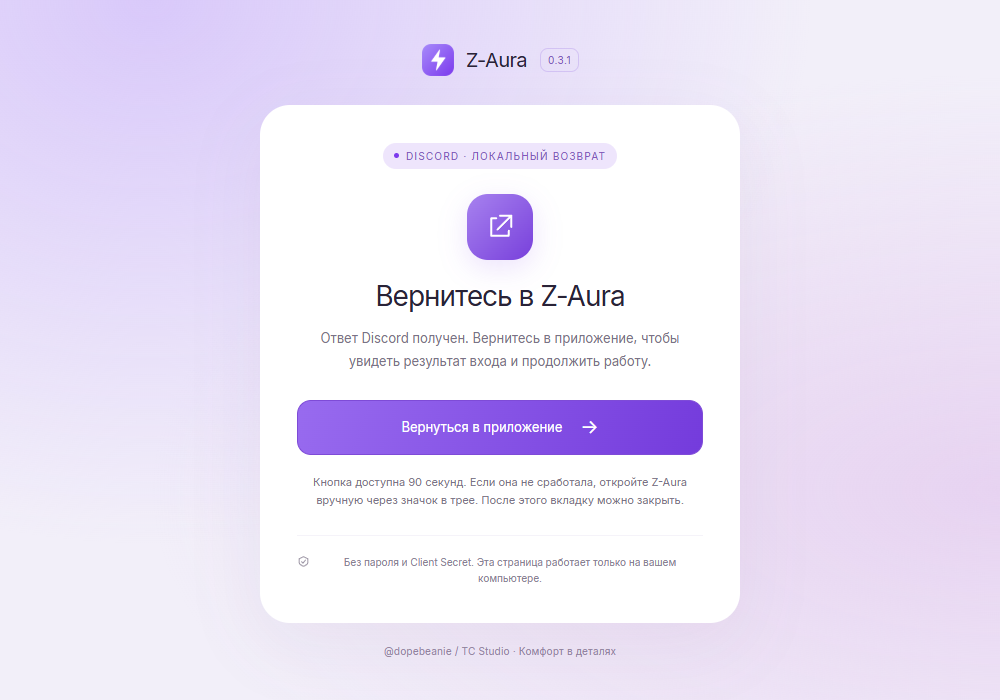 Z-Aura 0.3.1
DISCORD · ЛОКАЛЬНЫЙ ВОЗВРАТ
Вернитесь в Z-Aura
Ответ Discord получен. Вернитесь в приложение, чтобы
увидеть результат входа и продолжить работу.
Вернуться в приложение →
Кнопка доступна 90 секунд. Если она не сработала, откройте Z-Aura
вручную через значок в трее. После этого вкладку можно закрыть.
Без пароля и Client Secret. Эта страница работает только на вашем
компьютере.
@dopebeanie / TC Studio · Комфорт в деталях